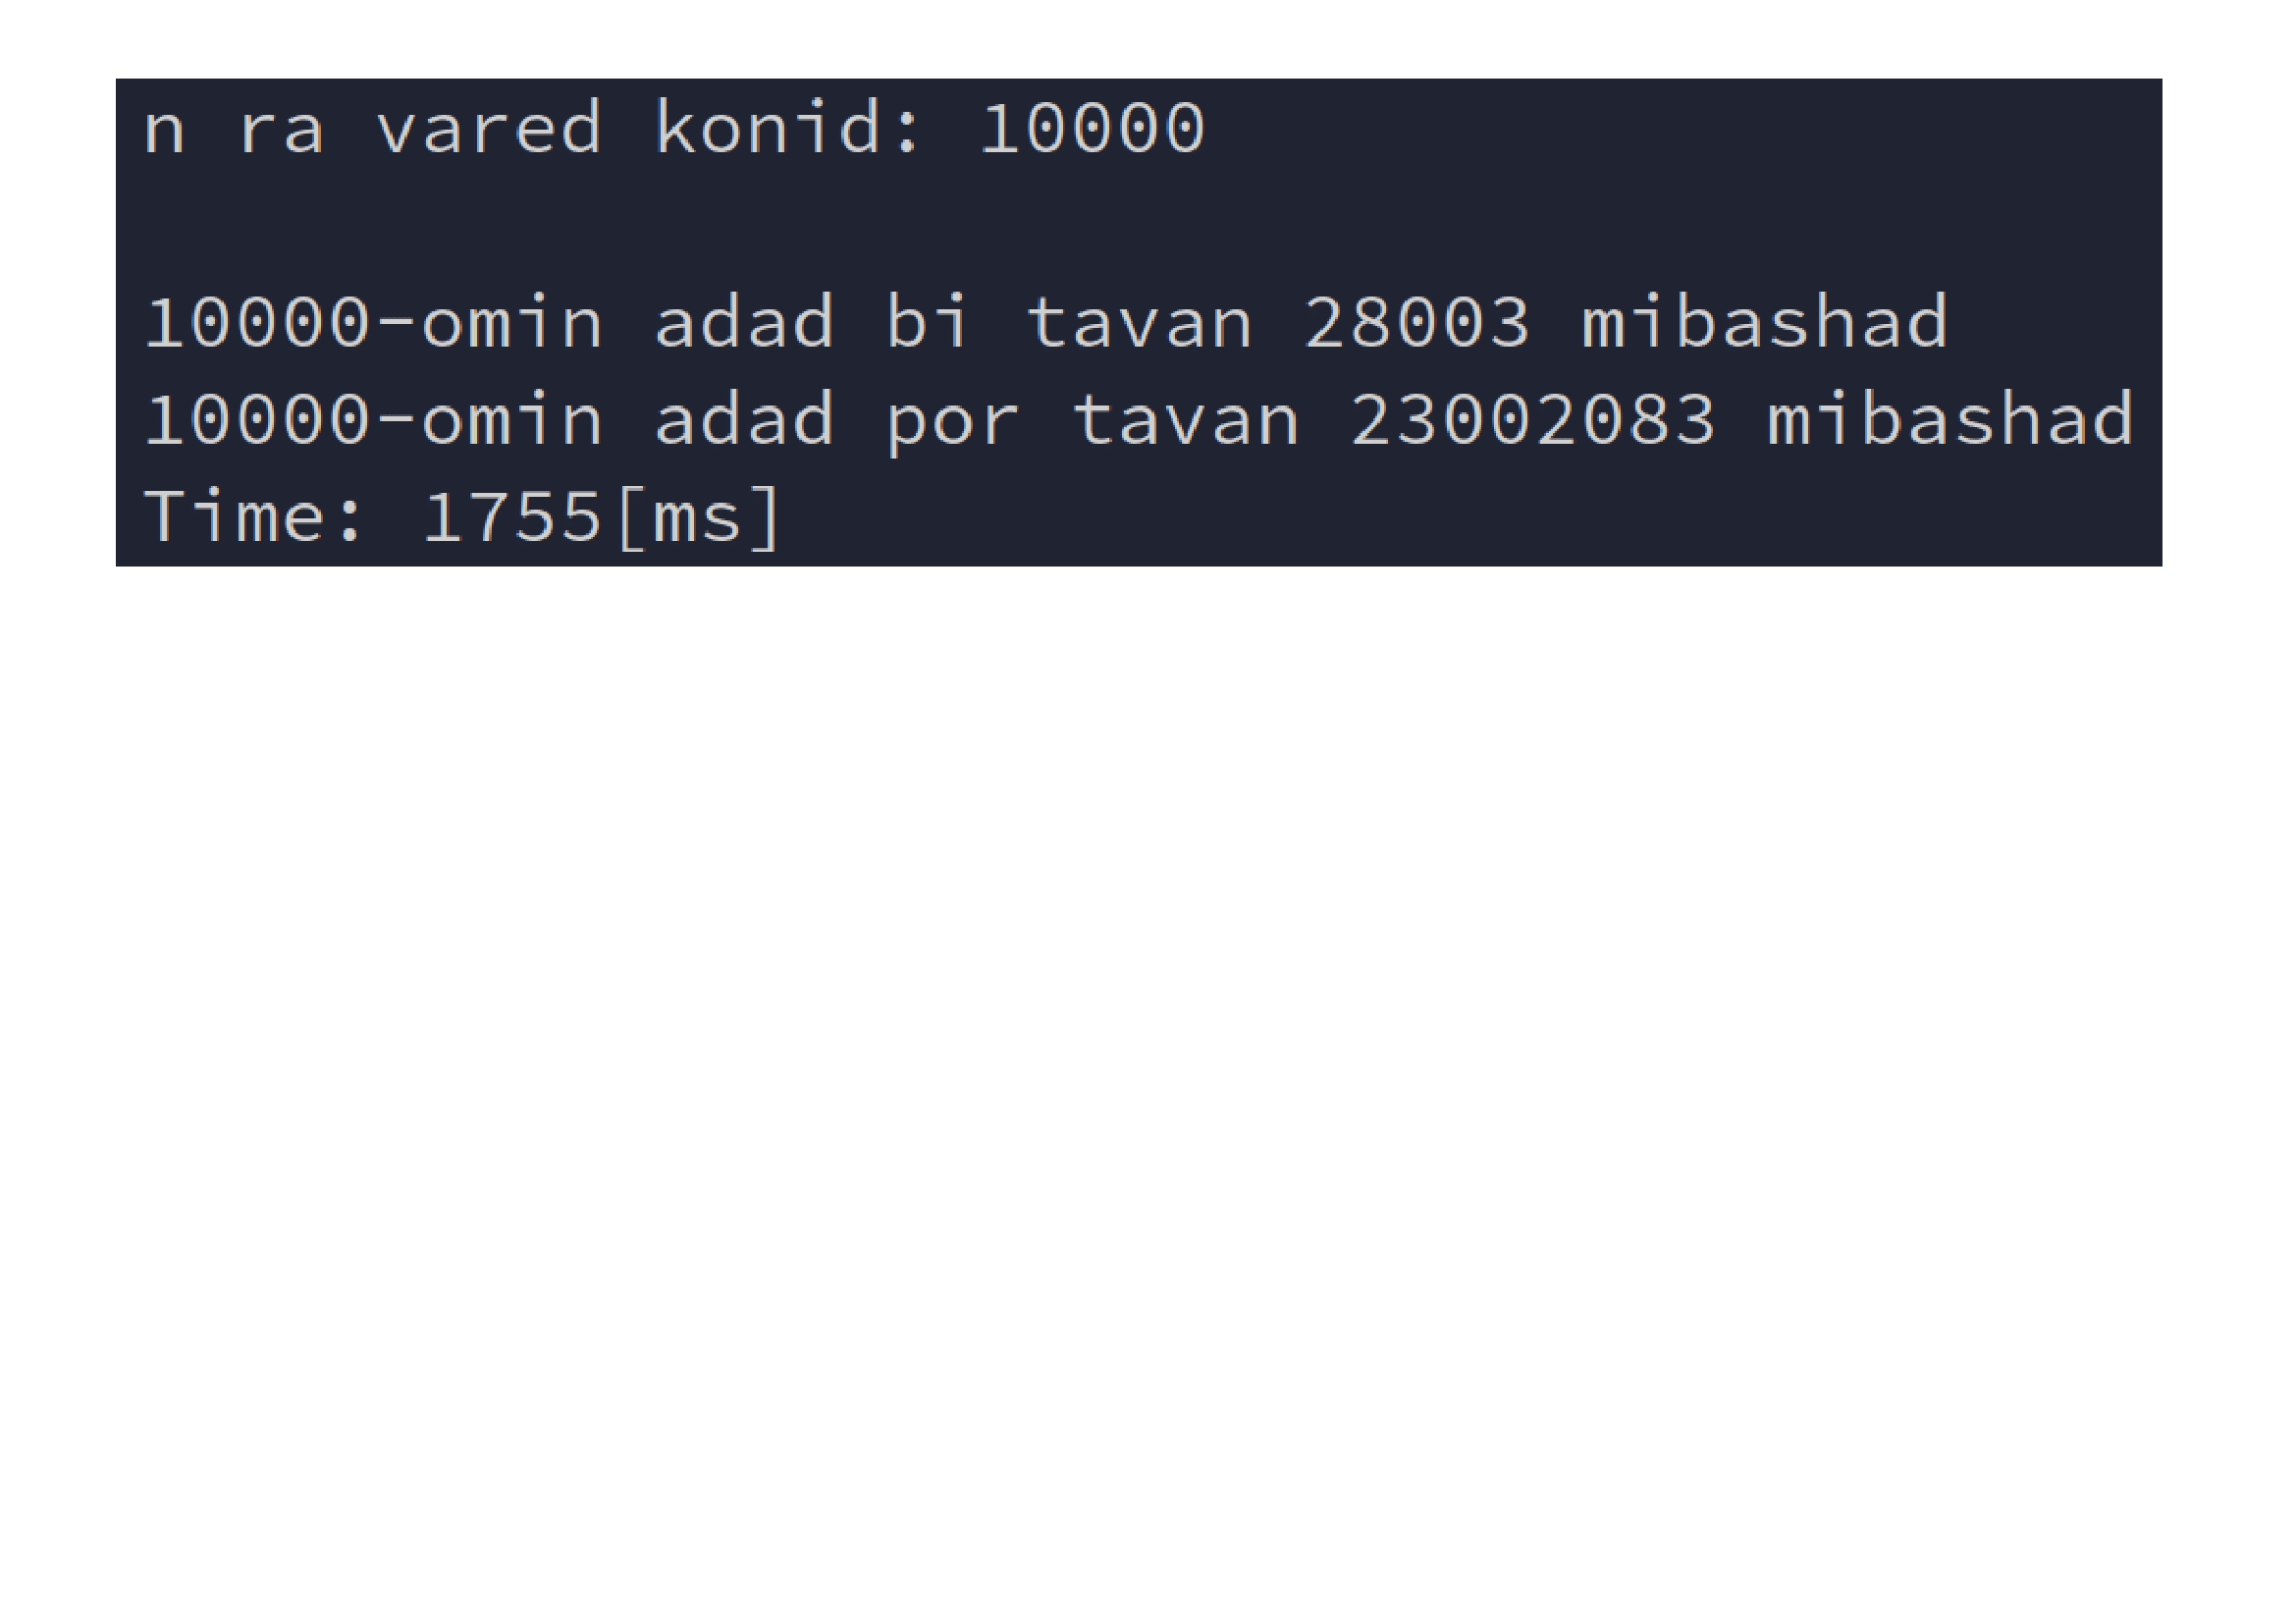 n ra vared konid: 10000
10000-omin adad bi tavan 28003 mibashad
10000-omin adad por tavan 23002083 mibashad
Time: 1755[ms]